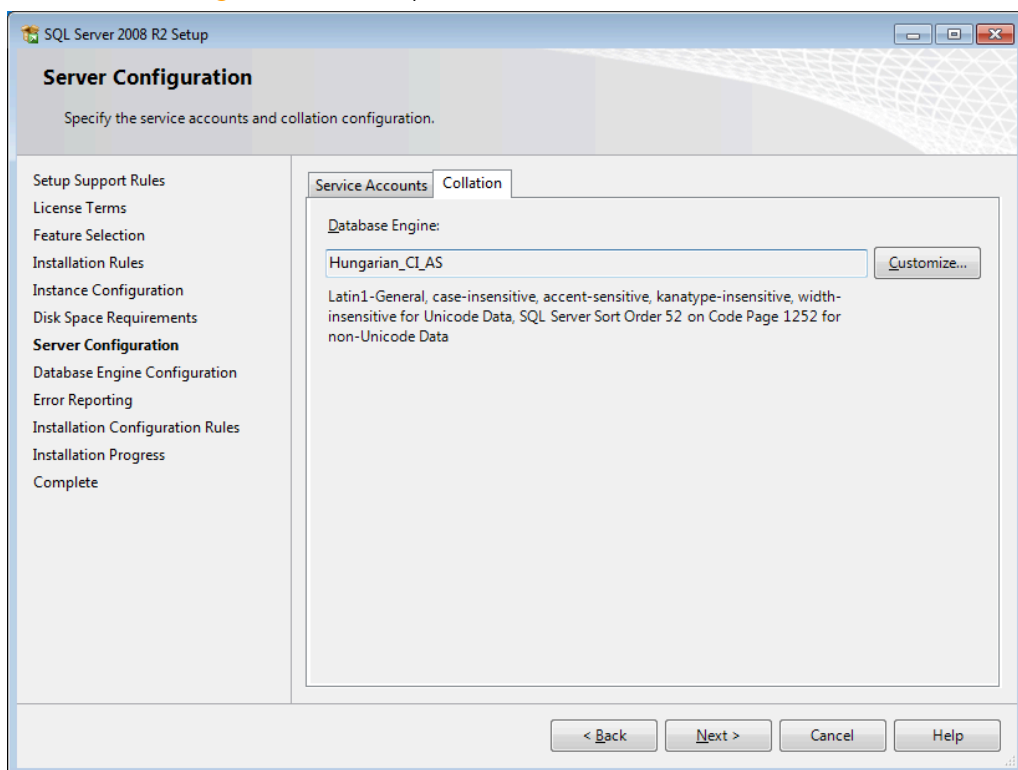 SQL Server 2008 R2 Setup
Server Configuration
Specify the service accounts and collation configuration.
Setup Support Rules
License Terms
Feature Selection
Installation Rules
Instance Configuration
Disk Space Requirements
Server Configuration
Database Engine Configuration
Error Reporting
Installation Configuration Rules
Installation Progress
Complete
Service Accounts
Collation
Database Engine:
Hungarian_CI_AS
Customize...
Latin1-General, case-insensitive, accent-sensitive, kanatype-insensitive, width-
insensitive for Unicode Data, SQL Server Sort Order 52 on Code Page 1252 for
non-Unicode Data
< Back
Next >
Cancel
Help